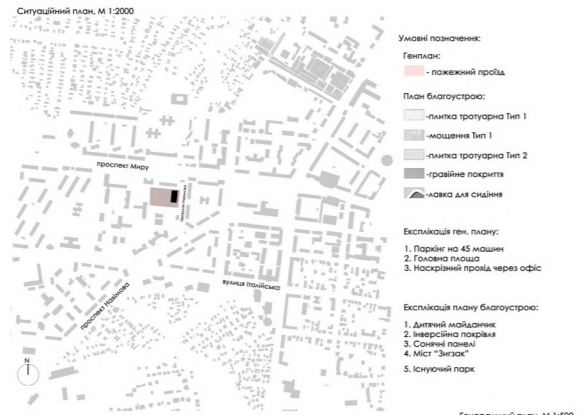 Ситуаційний план. М 1:2000
Умовні позначення:
Генплан:
- пожежний проїзд
План благоустрою:
-плитка тротуарна Тип 1
-мощення Тип 1
-плитка тротуарна Тип 2
-гравійне покриття
-лавка для сидіння
проспект Миру
вулиця Італійська
проспект Нахімова
N
Експлікація ген. плану:
1. Паркінг на 45 машин
2. Головна площа
3. Наскрізний прохід через офіс
Експлікація плану благоустрою:
1. Дитячий майданчик
2. Інверсійна покрівля
3. Сонячні панелі
4. Міст "Зигзак"
5. Існуючий парк